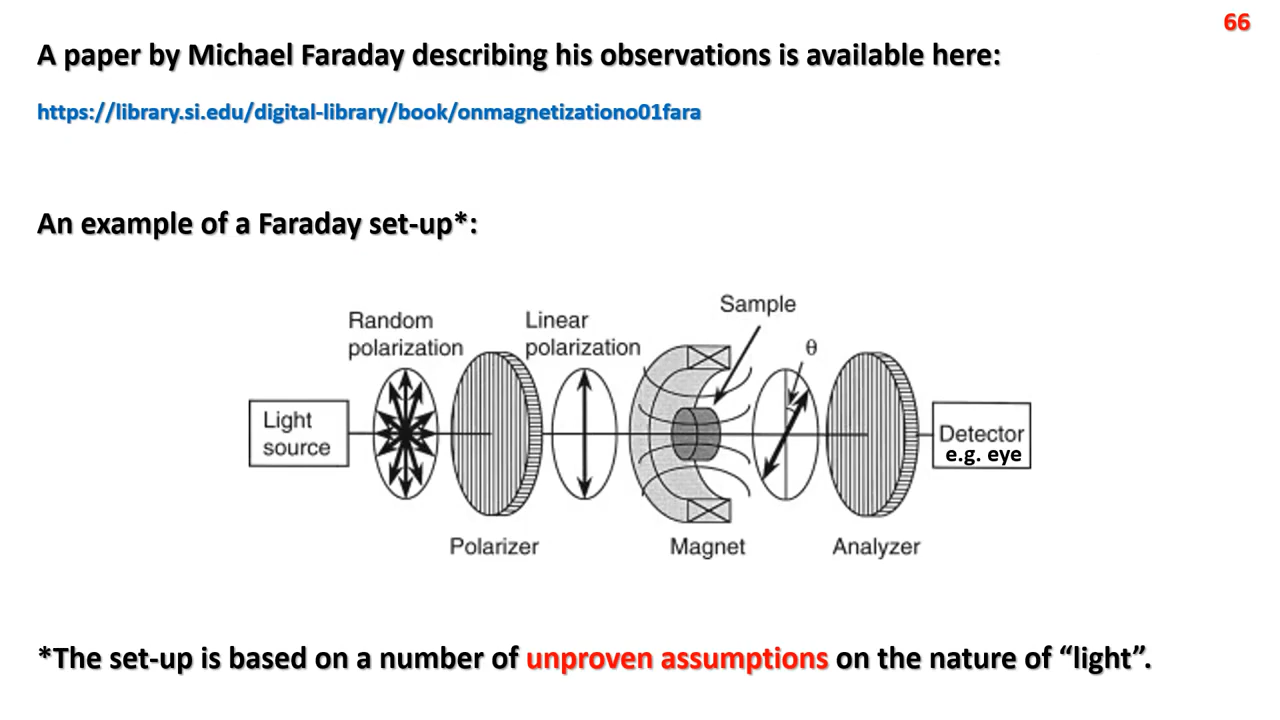 66
A paper by Michael Faraday describing his observations is available here:
https://library.si.edu/digital-library/book/onmagnetizationo01fara
An example of a Faraday set-up*:
Sample
Random
polarization
Linear
polarization
θ
Light
source
Detector
e.g. eye
Polarizer
Magnet
Analyzer
*The set-up is based on a number of unproven assumptions on the nature of “light”.